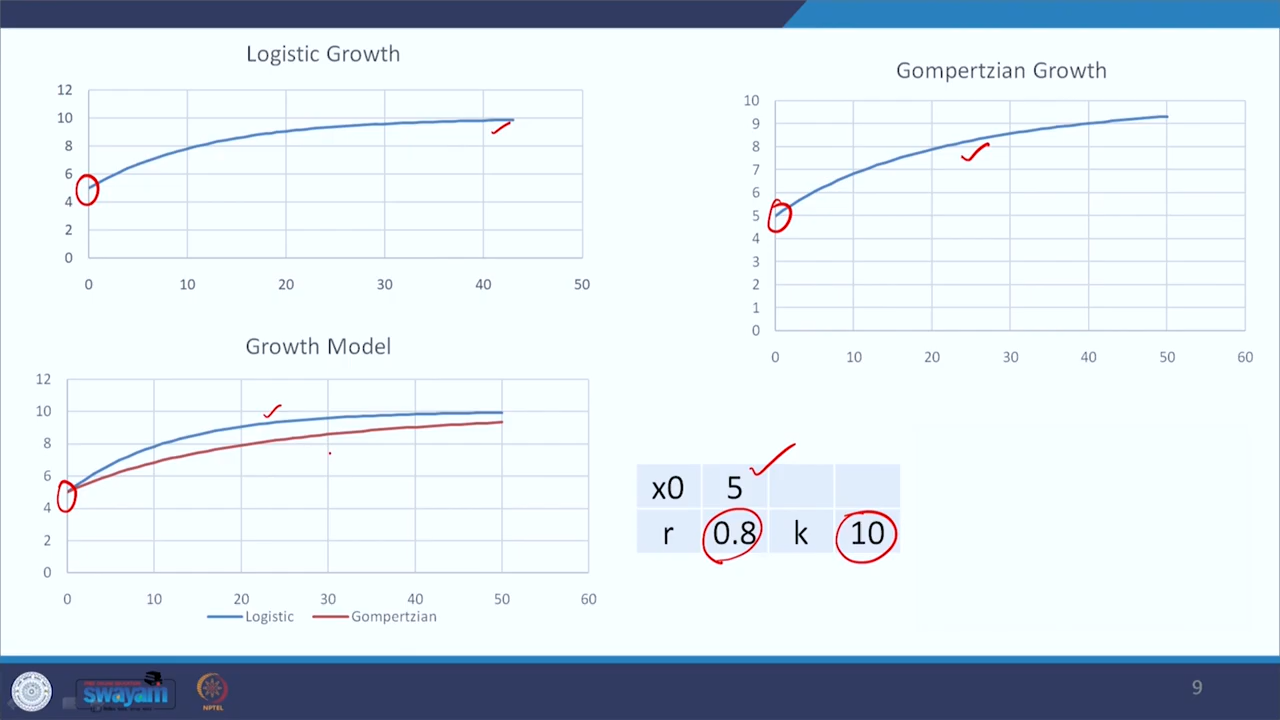 Logistic Growth
12
10
8
6
4
2
0
0 10 20 30 40 50
Gompertzian Growth
10
9
8
7
6
5
4
3
2
1
0
0 10 20 30 40 50 60
Growth Model
12
10
8
6
4
2
0
0 10 20 30 40 50 60
Logistic Gompertzian
x0 5
r 0.8 k 10
swayam
NPTEL
9